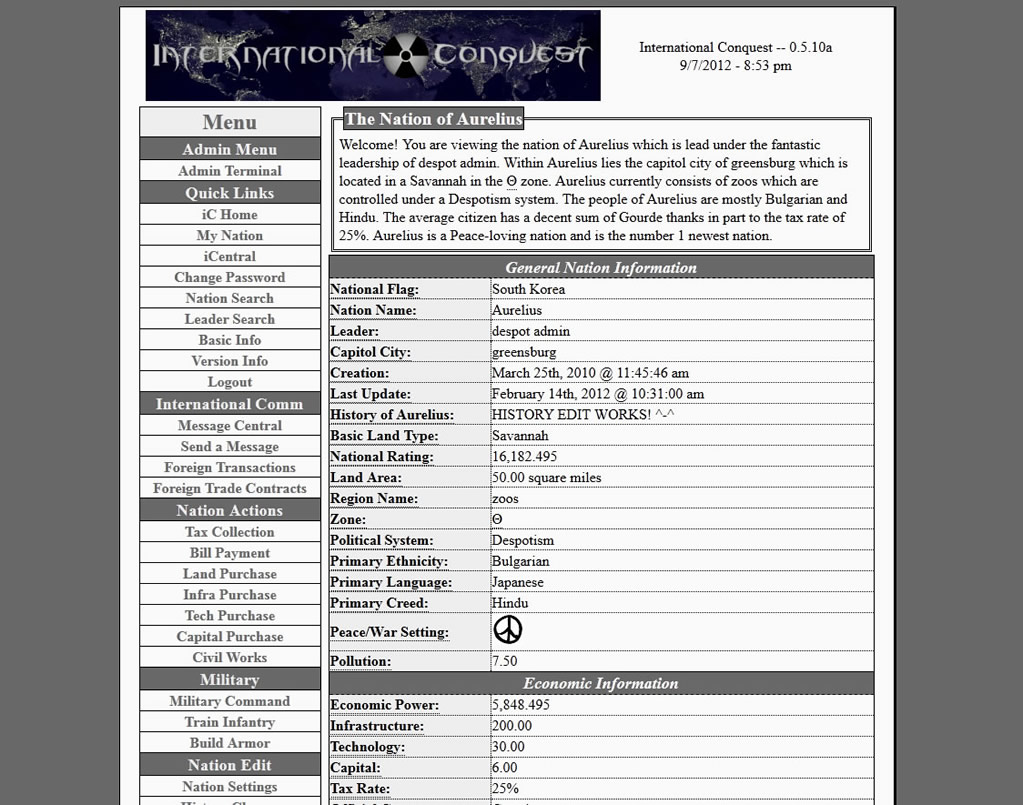 International Conquest
International Conquest -- 0.5.10a
9/7/2012 - 8:53 pm
Menu
Admin Menu
Admin Terminal
Quick Links
iC Home
My Nation
iCentral
Change Password
Nation Search
Leader Search
Basic Info
Version Info
Logout
International Comm
Message Central
Send a Message
Foreign Transactions
Foreign Trade Contracts
Nation Actions
Tax Collection
Bill Payment
Land Purchase
Infra Purchase
Tech Purchase
Capital Purchase
Civil Works
Military
Military Command
Train Infantry
Build Armor
Nation Edit
Nation Settings
The Nation of Aurelius
Welcome! You are viewing the nation of Aurelius which is lead under the fantastic
leadership of despot admin. Within Aurelius lies the capitol city of greensburg which is
located in a Savannah in the Θ zone. Aurelius currently consists of zoos which are
controlled under a Despotism system. The people of Aurelius are mostly Bulgarian and
Hindu. The average citizen has a decent sum of Gourde thanks in part to the tax rate of
25%. Aurelius is a Peace-loving nation and is the number 1 newest nation.
General Nation Information
National Flag: South Korea
Nation Name: Aurelius
Leader: despot admin
Capitol City: greensburg
Creation: March 25th, 2010 @ 11:45:46 am
Last Update: February 14th, 2012 @ 10:31:00 am
History of Aurelius: HISTORY EDIT WORKS! ^-^
Basic Land Type: Savannah
National Rating: 16,182.495
Land Area: 50.00 square miles
Region Name: zoos
Zone: Θ
Political System: Despotism
Primary Ethnicity: Bulgarian
Primary Language: Japanese
Primary Creed: Hindu
Peace/War Setting:
Pollution: 7.50
Economic Information
Economic Power: 5,848.495
Infrastructure: 200.00
Technology: 30.00
Capital: 6.00
Tax Rate: 25%